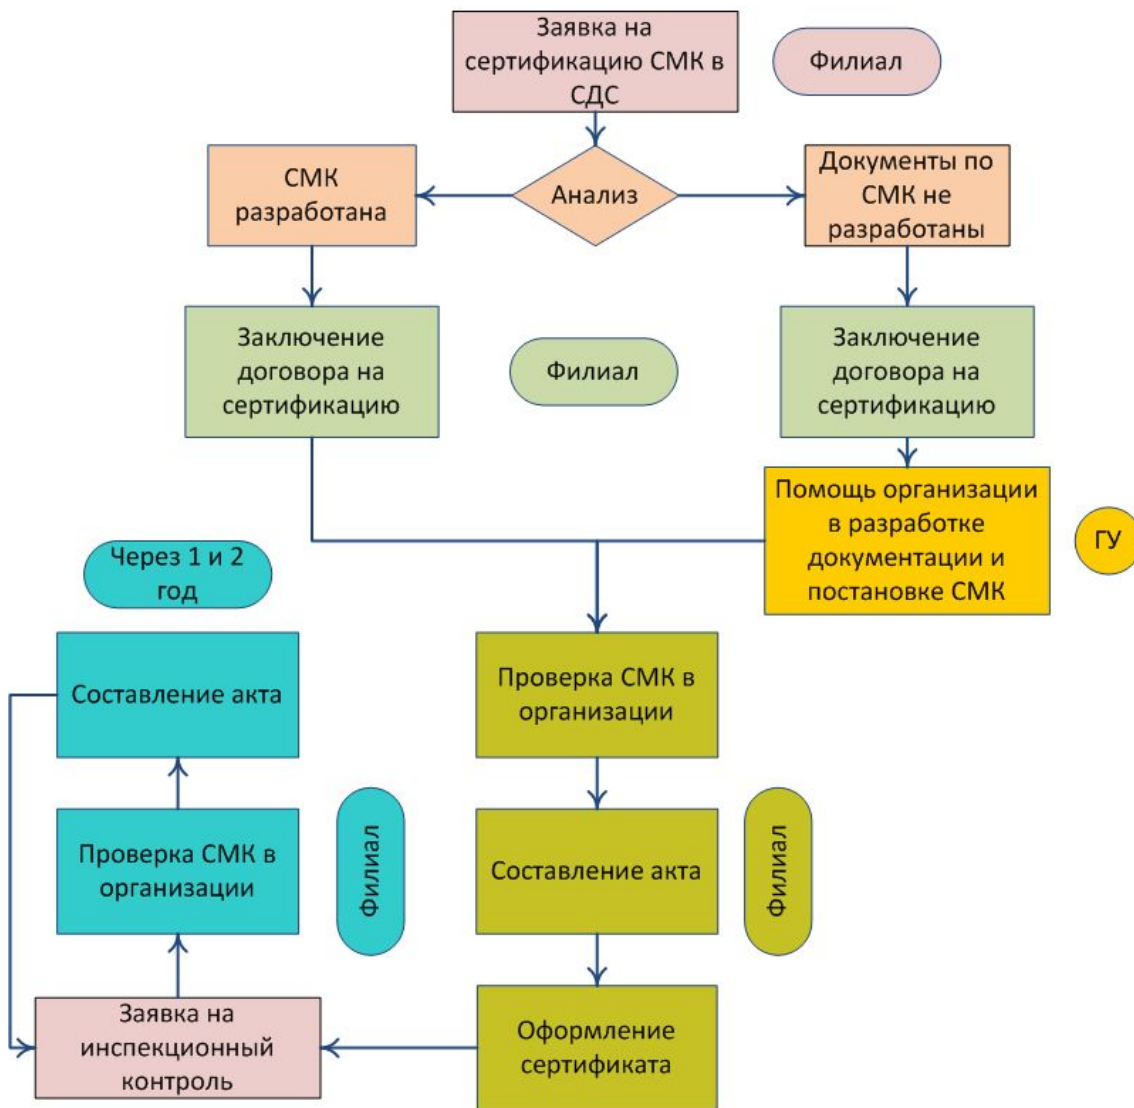 Заявка на
сертификацию СМК в
СДС
Филиал
СМК
разработана
Анализ
Документы по
СМК не
разработаны
Заключение
договора на
сертификацию
Филиал
Заключение
договора на
сертификацию
Помощь организации
в разработке
документации и
постановке СМК
ГУ
Через 1 и 2
год
Составление акта
Проверка СМК в
организации
Проверка СМК в
организации
Филиал
Составление акта
Филиал
Заявка на
инспекционный
контроль
Оформление
сертификата